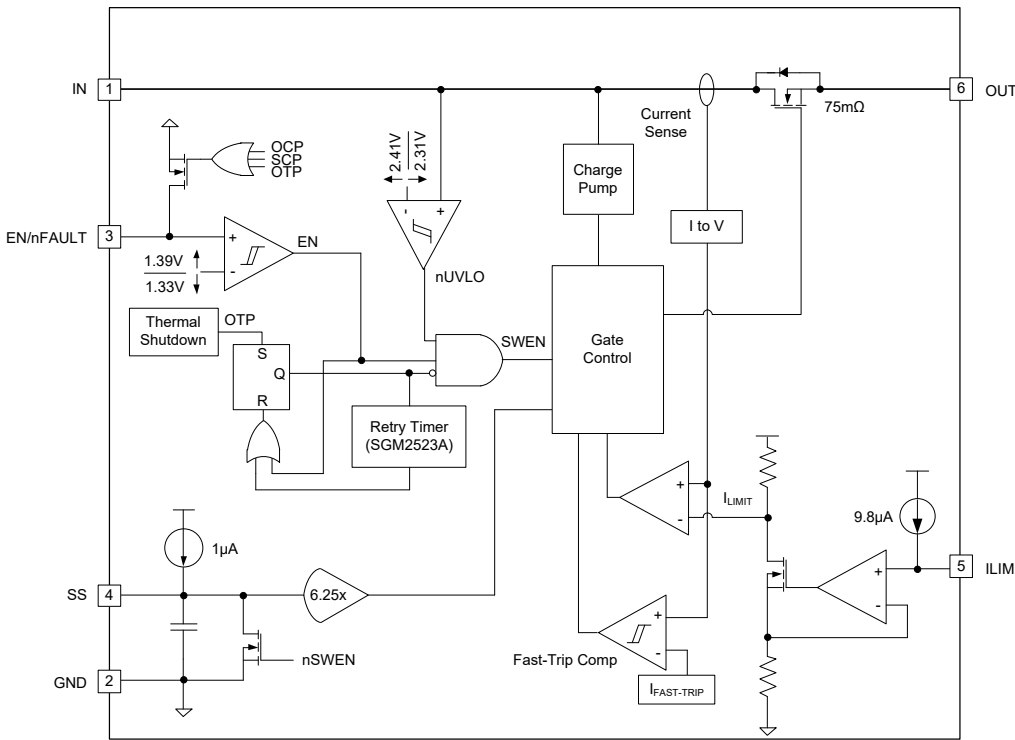 IN
1
6
OUT
Current
Sense
75mΩ
OCP
SCP
OTP
2.41V
2.31V
Charge
Pump
-
+
I to V
EN/nFAULT
3
+
EN
1.39V
1.33V
-
nUVLO
Thermal
Shutdown
OTP
S
Q
R
SWEN
Gate
Control
Retry Timer
(SGM2523A)
+
ILIMIT
-
9.8µA
1µA
5
ILIM
+
-
SS
4
6.25x
+
-
nSWEN
Fast-Trip Comp
IFAST-TRIP
GND
2